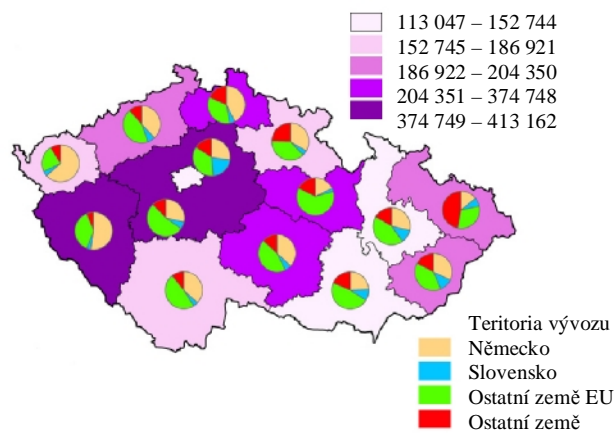 113 047 – 152 744
152 745 – 186 921
186 922 – 204 350
204 351 – 374 748
374 749 – 413 162
Teritoria vývozu
Německo
Slovensko
Ostatní země EU
Ostatní země